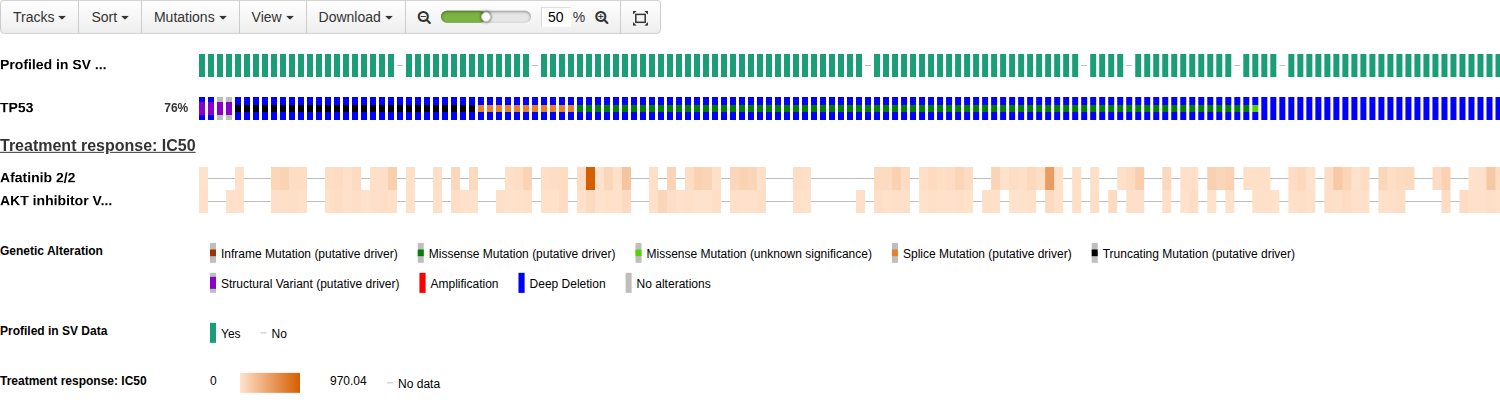 Tracks Sort Mutations View Download 50 %
Profiled in SV ...
TP53 76%
Treatment response: IC50
Afatinib 2/2
AKT inhibitor V...
Genetic Alteration Inframe Mutation (putative driver) Missense Mutation (putative driver) Missense Mutation (unknown significance) Splice Mutation (putative driver) Truncating Mutation (putative driver)
Structural Variant (putative driver) Amplification Deep Deletion No alterations
Profiled in SV Data Yes No
Treatment response: IC50 0 970.04 No data